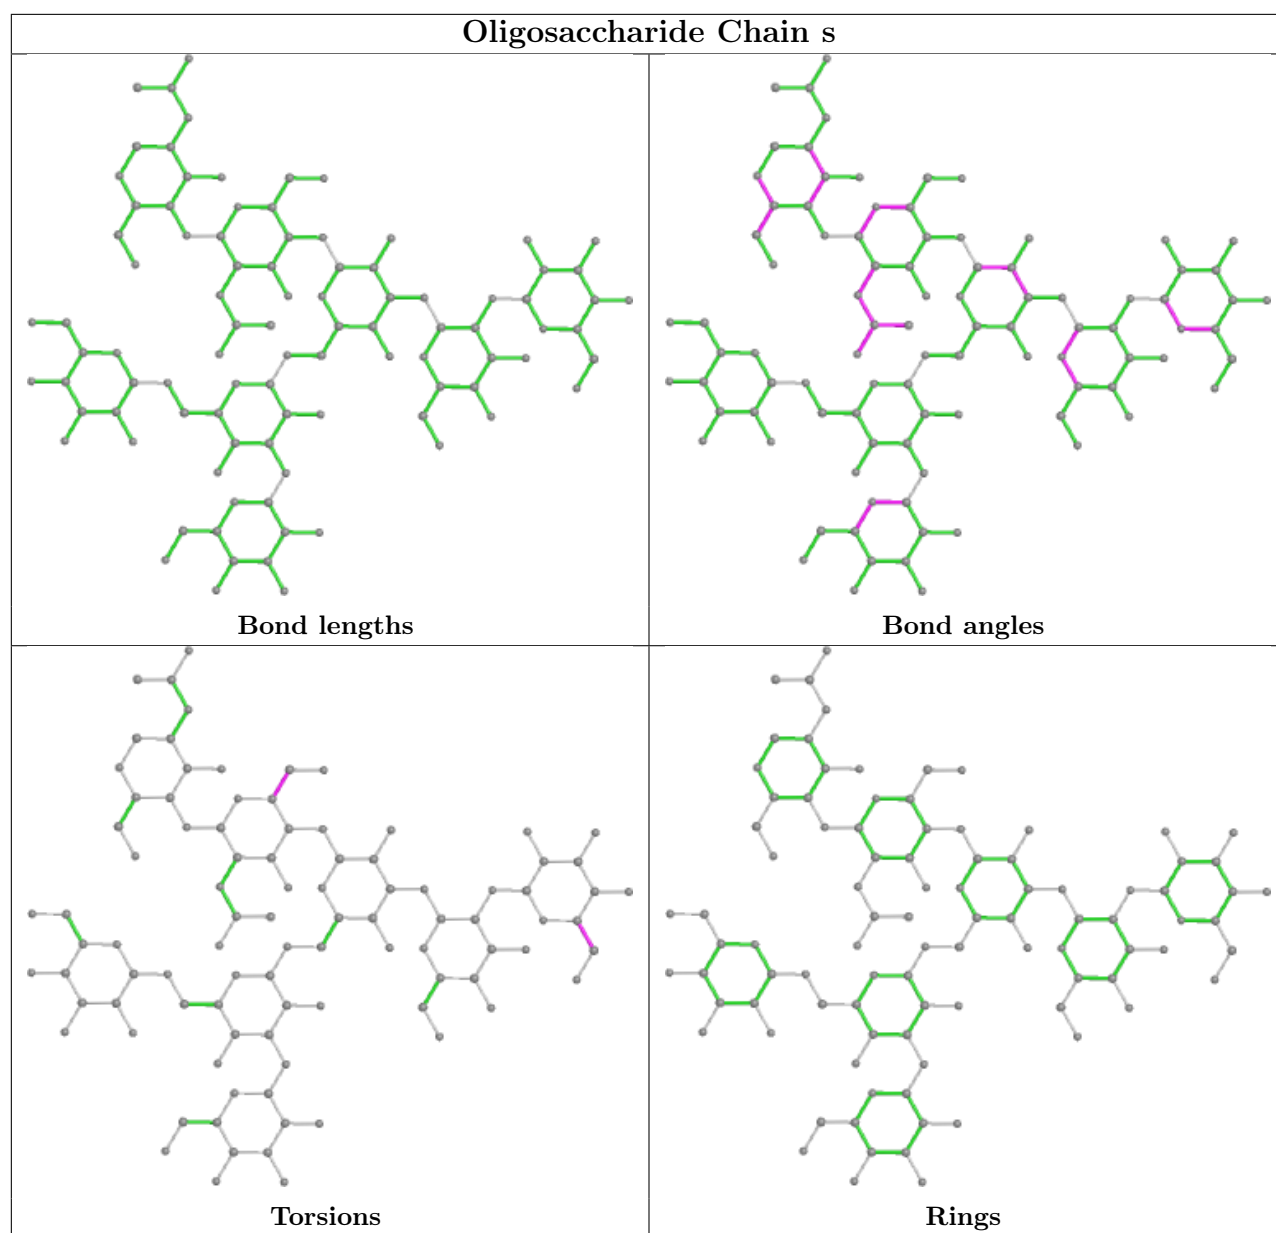 Oligosaccharide Chain s
Bond lengths
Bond angles
Torsions
Rings